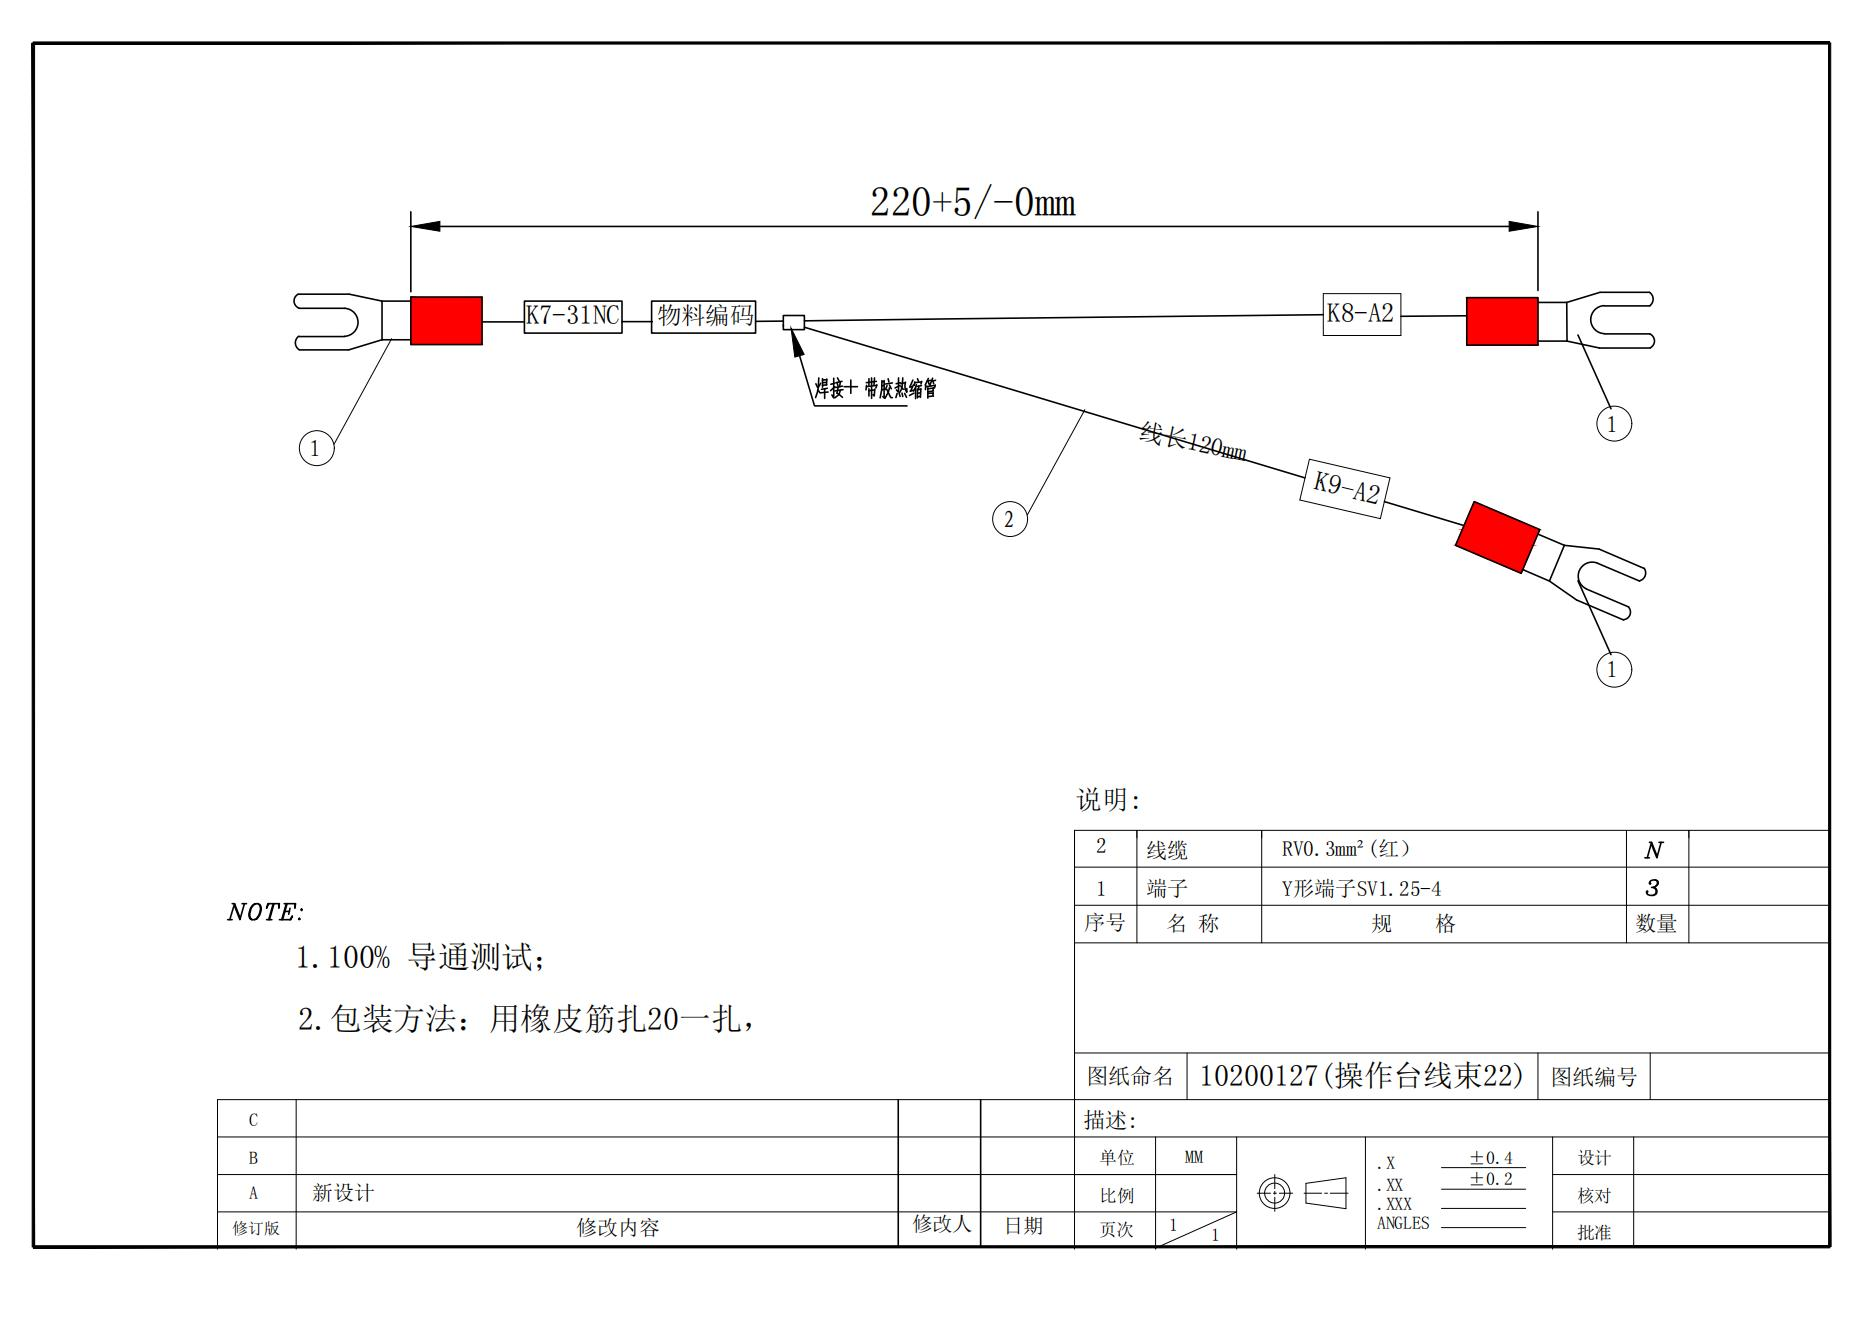 220+5/-0mm
K7-31NC
物料编码
K8-A2
焊接+ 带胶热缩管
线长120mm
K9-A2
1
1
2
1
说明:
2 线缆 RV0.3mm²(红) N
1 端子 Y形端子SV1.25-4 3
序号 名 称 规 格 数量
NOTE:
1.100% 导通测试;
2.包装方法: 用橡皮筋扎20一扎,
图纸命名 10200127(操作台线束22) 图纸编号
描述:
C
B
A 新设计
修订版 修改内容 修改人 日期
单位 MM
比例
页次 1 1
.X ±0.4
.XX ±0.2
.XXX
ANGLES
设计
核对
批准